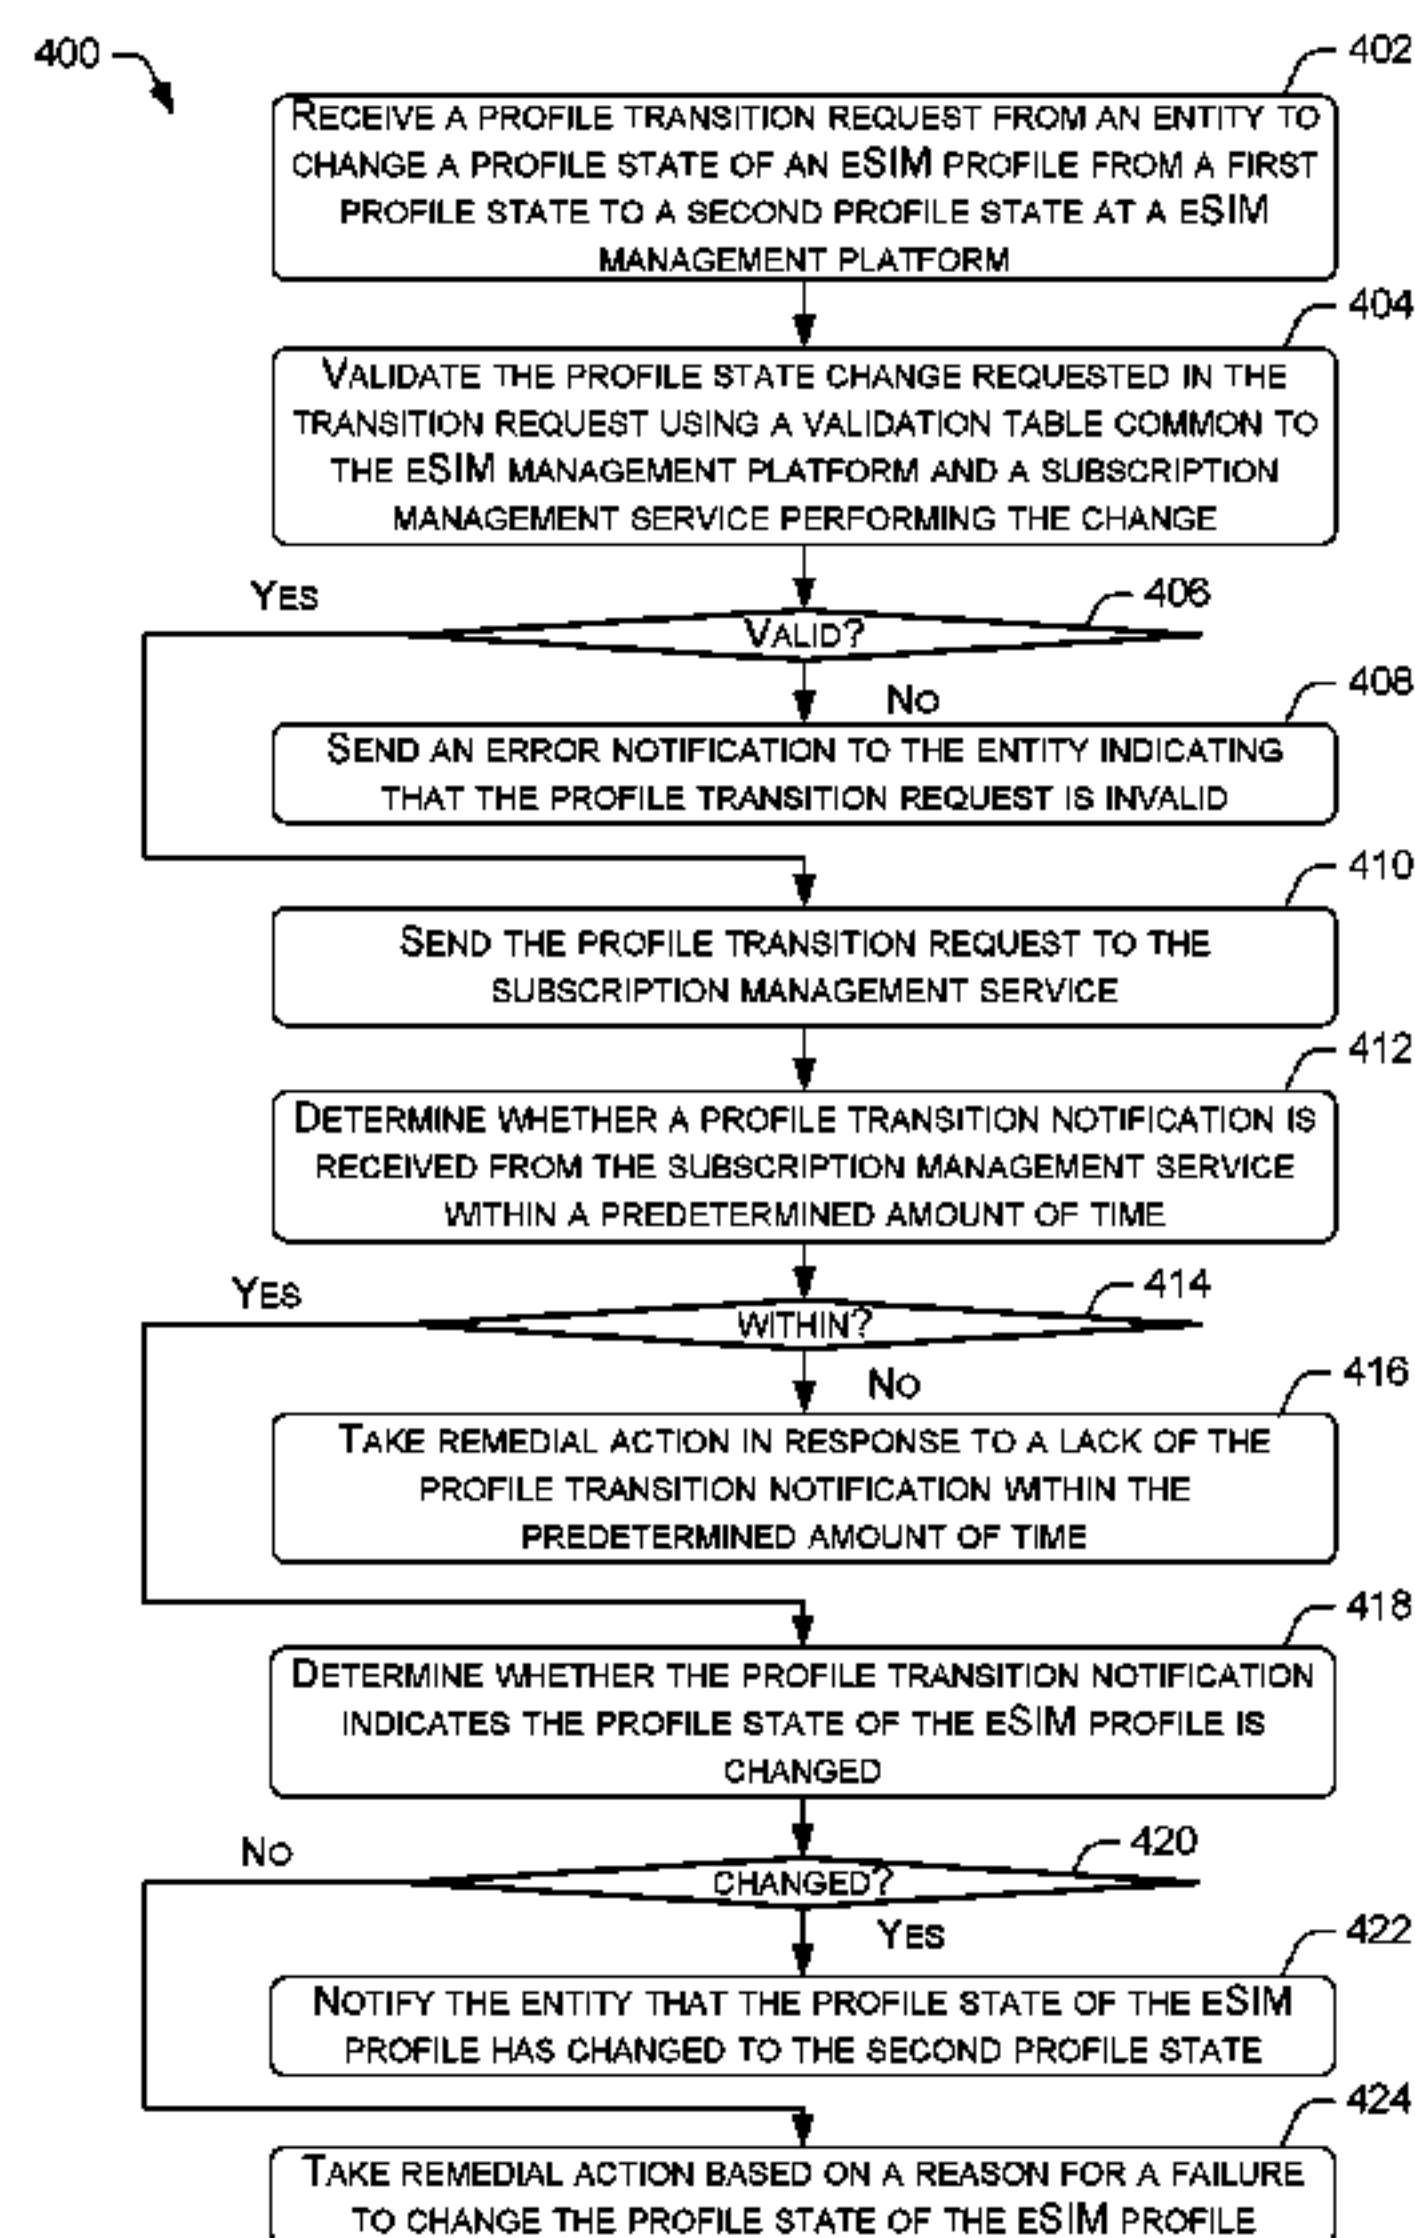 400
402
RECEIVE A PROFILE TRANSITION REQUEST FROM AN ENTITY TO
CHANGE A PROFILE STATE OF AN ESIM PROFILE FROM A FIRST
PROFILE STATE TO A SECOND PROFILE STATE AT A ESIM
MANAGEMENT PLATFORM
404
VALIDATE THE PROFILE STATE CHANGE REQUESTED IN THE
TRANSITION REQUEST USING A VALIDATION TABLE COMMON TO
THE ESIM MANAGEMENT PLATFORM AND A SUBSCRIPTION
MANAGEMENT SERVICE PERFORMING THE CHANGE
YES
406
VALID?
NO
408
SEND AN ERROR NOTIFICATION TO THE ENTITY INDICATING
THAT THE PROFILE TRANSITION REQUEST IS INVALID
410
SEND THE PROFILE TRANSITION REQUEST TO THE
SUBSCRIPTION MANAGEMENT SERVICE
412
DETERMINE WHETHER A PROFILE TRANSITION NOTIFICATION IS
RECEIVED FROM THE SUBSCRIPTION MANAGEMENT SERVICE
WITHIN A PREDETERMINED AMOUNT OF TIME
YES
414
WITHIN?
NO
416
TAKE REMEDIAL ACTION IN RESPONSE TO A LACK OF THE
PROFILE TRANSITION NOTIFICATION WITHIN THE
PREDETERMINED AMOUNT OF TIME
418
DETERMINE WHETHER THE PROFILE TRANSITION NOTIFICATION
INDICATES THE PROFILE STATE OF THE ESIM PROFILE IS
CHANGED
NO
420
CHANGED?
YES
422
NOTIFY THE ENTITY THAT THE PROFILE STATE OF THE ESIM
PROFILE HAS CHANGED TO THE SECOND PROFILE STATE
424
TAKE REMEDIAL ACTION BASED ON A REASON FOR A FAILURE
TO CHANGE THE PROFILE STATE OF THE ESIM PROFILE